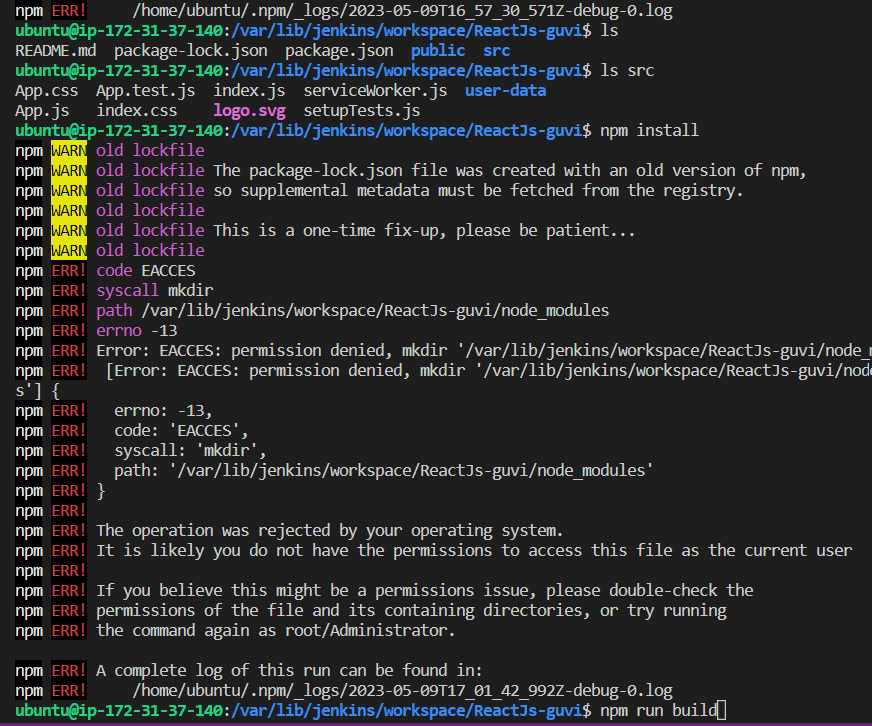 npm ERR!     /home/ubuntu/.npm/_logs/2023-05-09T16_57_30_571Z-debug-0.log
ubuntu@ip-172-31-37-140:/var/lib/jenkins/workspace/ReactJs-guvi$ ls
README.md  package-lock.json  package.json  public  src
ubuntu@ip-172-31-37-140:/var/lib/jenkins/workspace/ReactJs-guvi$ ls src
App.css  App.test.js  index.js  serviceWorker.js  user-data
App.js   index.css    logo.svg  setupTests.js
ubuntu@ip-172-31-37-140:/var/lib/jenkins/workspace/ReactJs-guvi$ npm install
npm WARN old lockfile
npm WARN old lockfile The package-lock.json file was created with an old version of npm,
npm WARN old lockfile so supplemental metadata must be fetched from the registry.
npm WARN old lockfile
npm WARN old lockfile This is a one-time fix-up, please be patient...
npm WARN old lockfile
npm ERR! code EACCES
npm ERR! syscall mkdir
npm ERR! path /var/lib/jenkins/workspace/ReactJs-guvi/node_modules
npm ERR! errno -13
npm ERR! Error: EACCES: permission denied, mkdir '/var/lib/jenkins/workspace/ReactJs-guvi/node_
npm ERR!  [Error: EACCES: permission denied, mkdir '/var/lib/jenkins/workspace/ReactJs-guvi/nod
s'] {
npm ERR!   errno: -13,
npm ERR!   code: 'EACCES',
npm ERR!   syscall: 'mkdir',
npm ERR!   path: '/var/lib/jenkins/workspace/ReactJs-guvi/node_modules'
npm ERR! }
npm ERR!
npm ERR! The operation was rejected by your operating system.
npm ERR! It is likely you do not have the permissions to access this file as the current user
npm ERR!
npm ERR! If you believe this might be a permissions issue, please double-check the
npm ERR! permissions of the file and its containing directories, or try running
npm ERR! the command again as root/Administrator.

npm ERR! A complete log of this run can be found in:
npm ERR!     /home/ubuntu/.npm/_logs/2023-05-09T17_01_42_992Z-debug-0.log
ubuntu@ip-172-31-37-140:/var/lib/jenkins/workspace/ReactJs-guvi$ npm run build